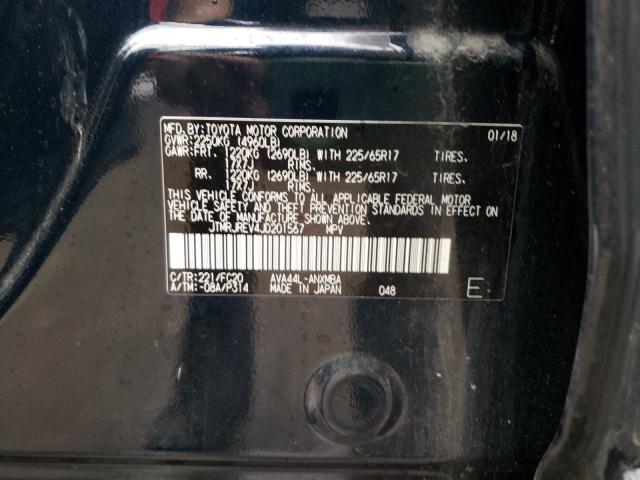 MFD.BY:TOYOTA MOTOR CORPORATION 01/18
GVWR:2250KG (4960LB)
GAWR:FRT. 1220KG (2690LB) WITH 225/65R17 TIRES,
17X7J RIMS,
RR. 1220KG (2690LB) WITH 225/65R17 TIRES,
17X7J RIMS,
THIS VEHICLE CONFORMS TO ALL APPLICABLE FEDERAL MOTOR
VEHICLE SAFETY AND THEFT PREVENTION STANDARDS IN EFFECT ON
THE DATE OF MANUFACTURE SHOWN ABOVE.
JTMRJREV4JD201567 MPV
C/TR:221/FC20 AVA44L-ANXMBA
A/TM:-08A/P314 MADE IN JAPAN 048 E